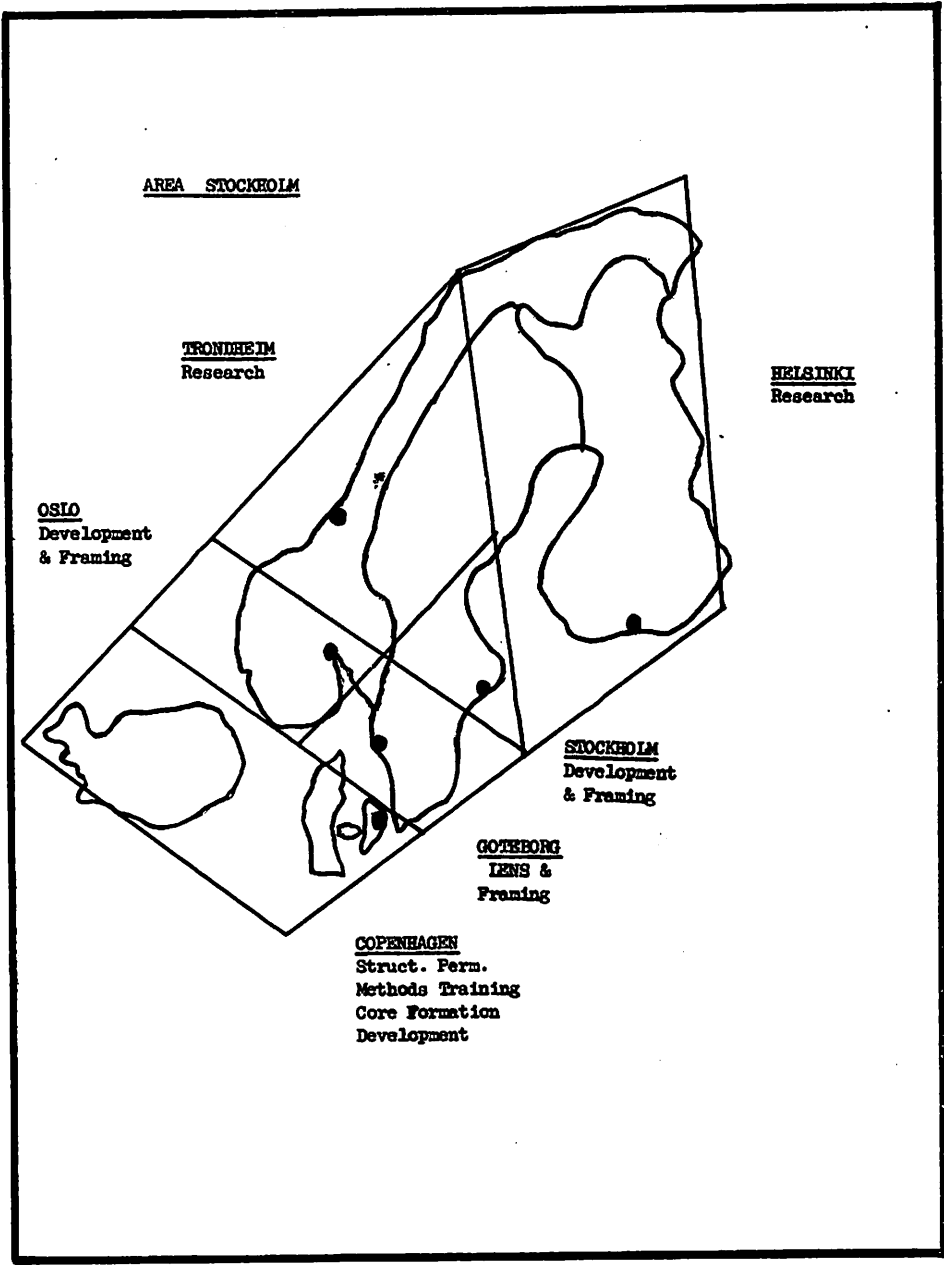 AREA STOCKHOLM
TRONDHEIM
Research
HELSINKI
Research
OSLO
Development
& Framing
STOCKHOLM
Development
& Framing
GOTEBORG
LENS &
Framing
COPENHAGEN
Struct. Perm.
Methods Training
Core Formation
Development